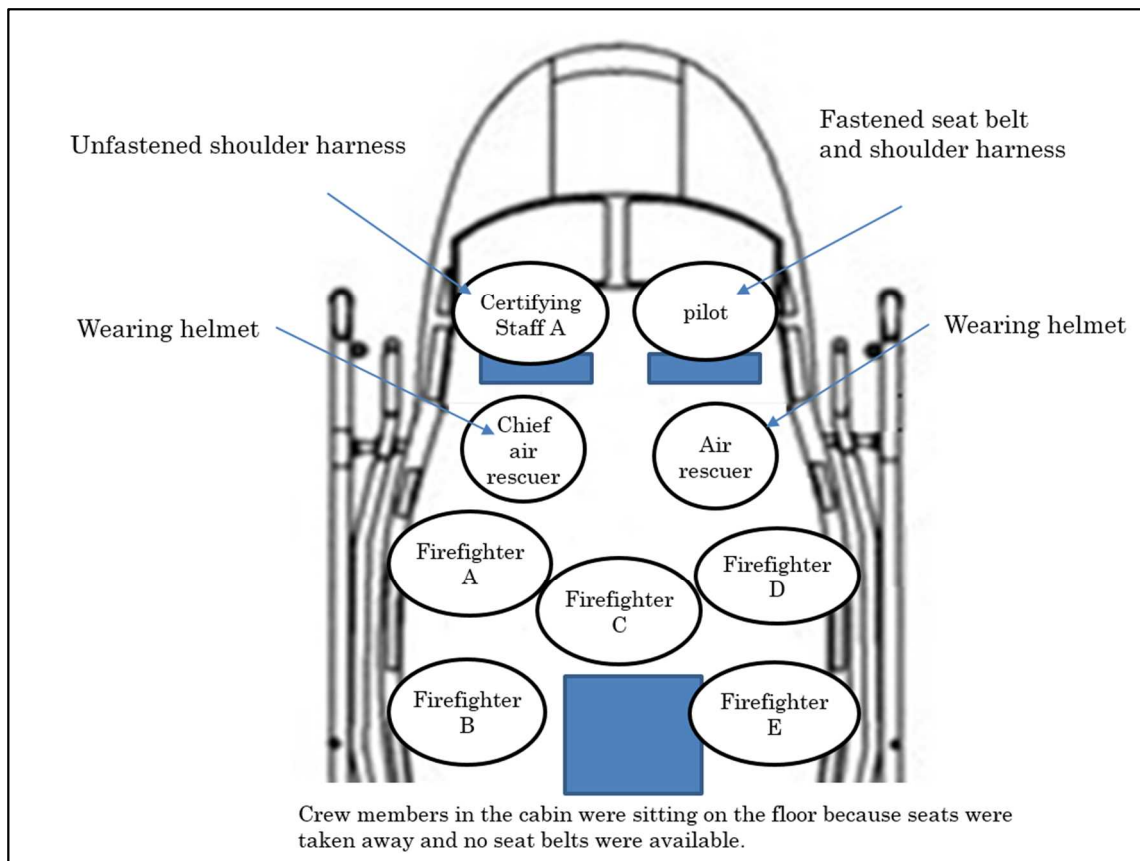 Unfastened shoulder harness
Fastened seat belt
and shoulder harness
Certifying
Staff A
pilot
Wearing helmet
Wearing helmet
Chief
air
rescuer
Air
rescuer
Firefighter
A
Firefighter
D
Firefighter
C
Firefighter
B
Firefighter
E
Crew members in the cabin were sitting on the floor because seats were
taken away and no seat belts were available.